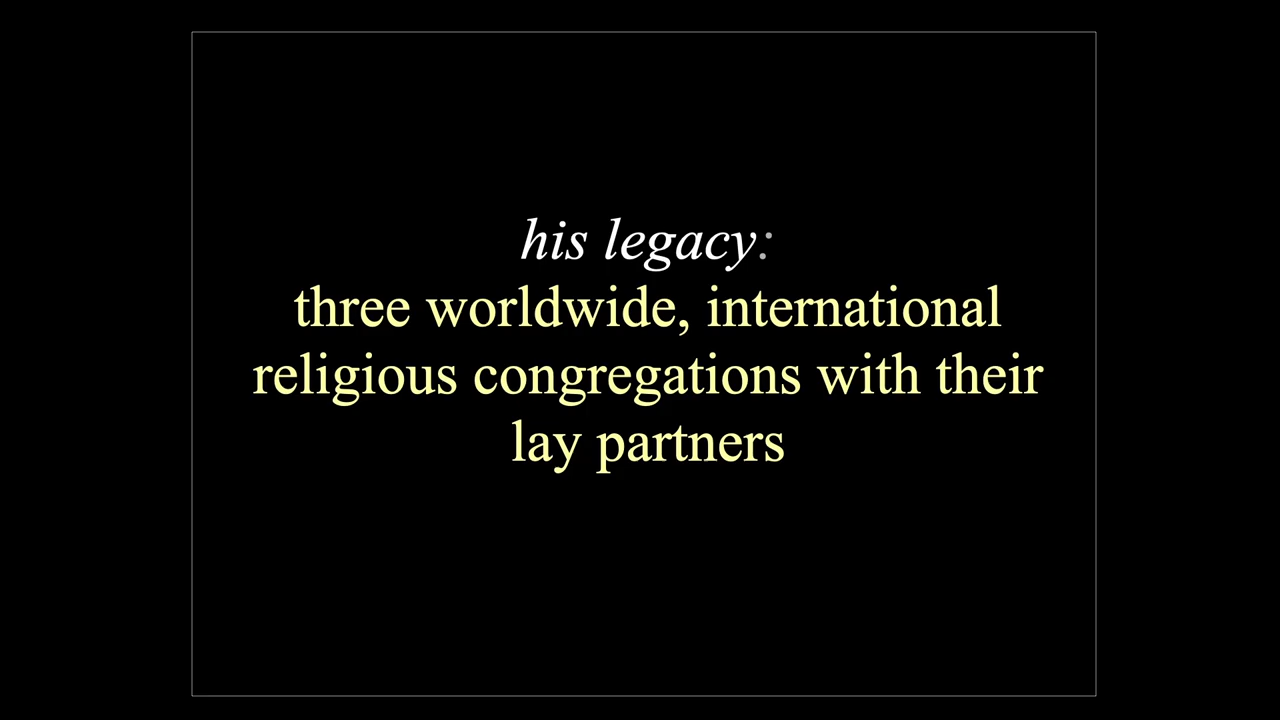 his legacy:
three worldwide, international
religious congregations with their
lay partners